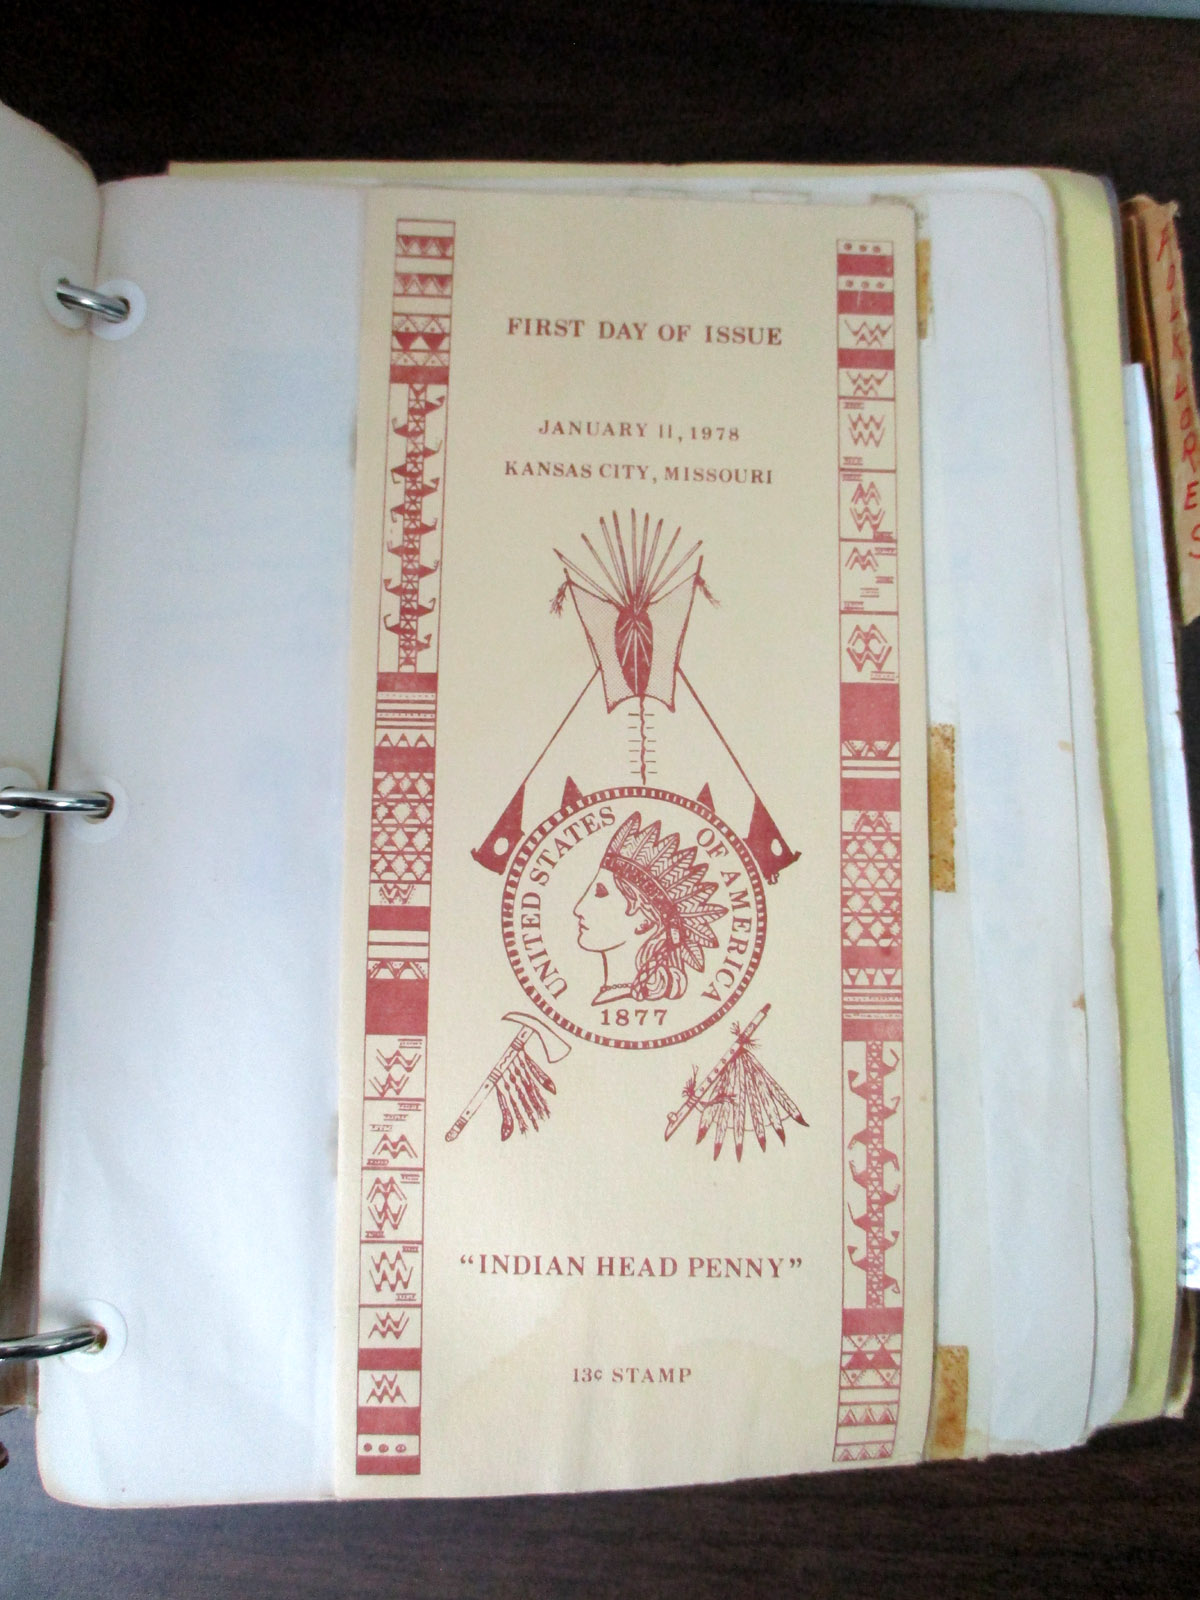 FIRST DAY OF ISSUE
JANUARY 11, 1978
KANSAS CITY, MISSOURI
UNITED STATES OF AMERICA
1877
“INDIAN HEAD PENNY”
13c STAMP
FOLKLORES